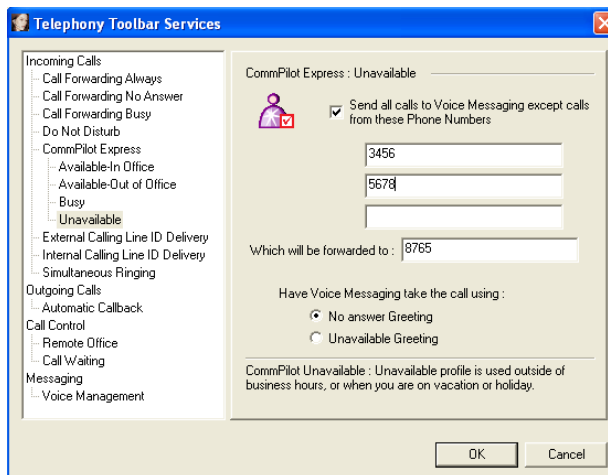 Telephony Toolbar Services
Incoming Calls
Call Forwarding Always
Call Forwarding No Answer
Call Forwarding Busy
Do Not Disturb
CommPilot Express
Available-In Office
Available-Out of Office
Busy
Unavailable
External Calling Line ID Delivery
Internal Calling Line ID Delivery
Simultaneous Ringing
Outgoing Calls
Automatic Callback
Call Control
Remote Office
Call Waiting
Messaging
Voice Management
CommPilot Express : Unavailable
Send all calls to Voice Messaging except calls
from these Phone Numbers
3456
5678
Which will be forwarded to : 8765
Have Voice Messaging take the call using :
No answer Greeting
Unavailable Greeting
CommPilot Unavailable : Unavailable profile is used outside of
business hours, or when you are on vacation or holiday.
OK Cancel